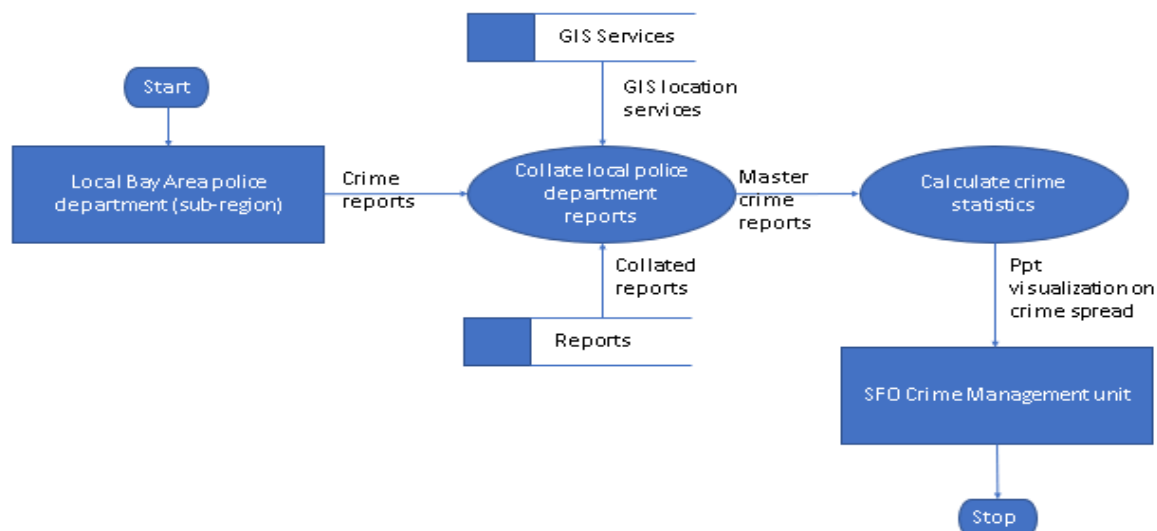 GIS Services
Start
GIS location
services
Local Bay Area police
department (sub-region)
Crime
reports
Collate local police
department
reports
Master
crime
reports
Calculate crime
statistics
Collated
reports
Ppt
visualization on
crime spread
Reports
SFO Crime Management unit
Stop